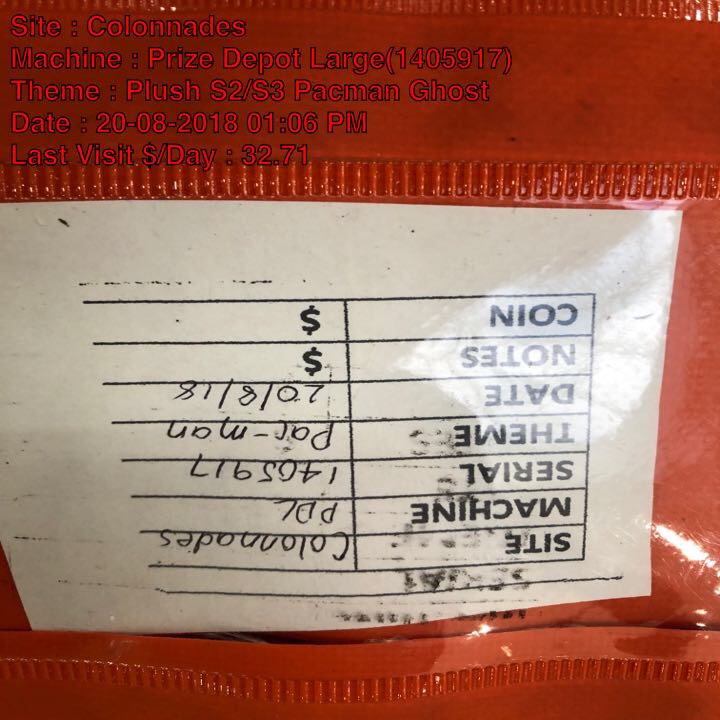 Site : Colonnades
Machine : Prize Depot Large(1405917)
Theme : Plush S2/S3 Pacman Ghost
Date : 20-08-2018 01:06 PM
Last Visit $/Day : 32.71
SITE Colonnades
MACHINE PDL
SERIAL 1405917
THEME Pac-man
DATE 20/8/18
NOTES $
COIN $